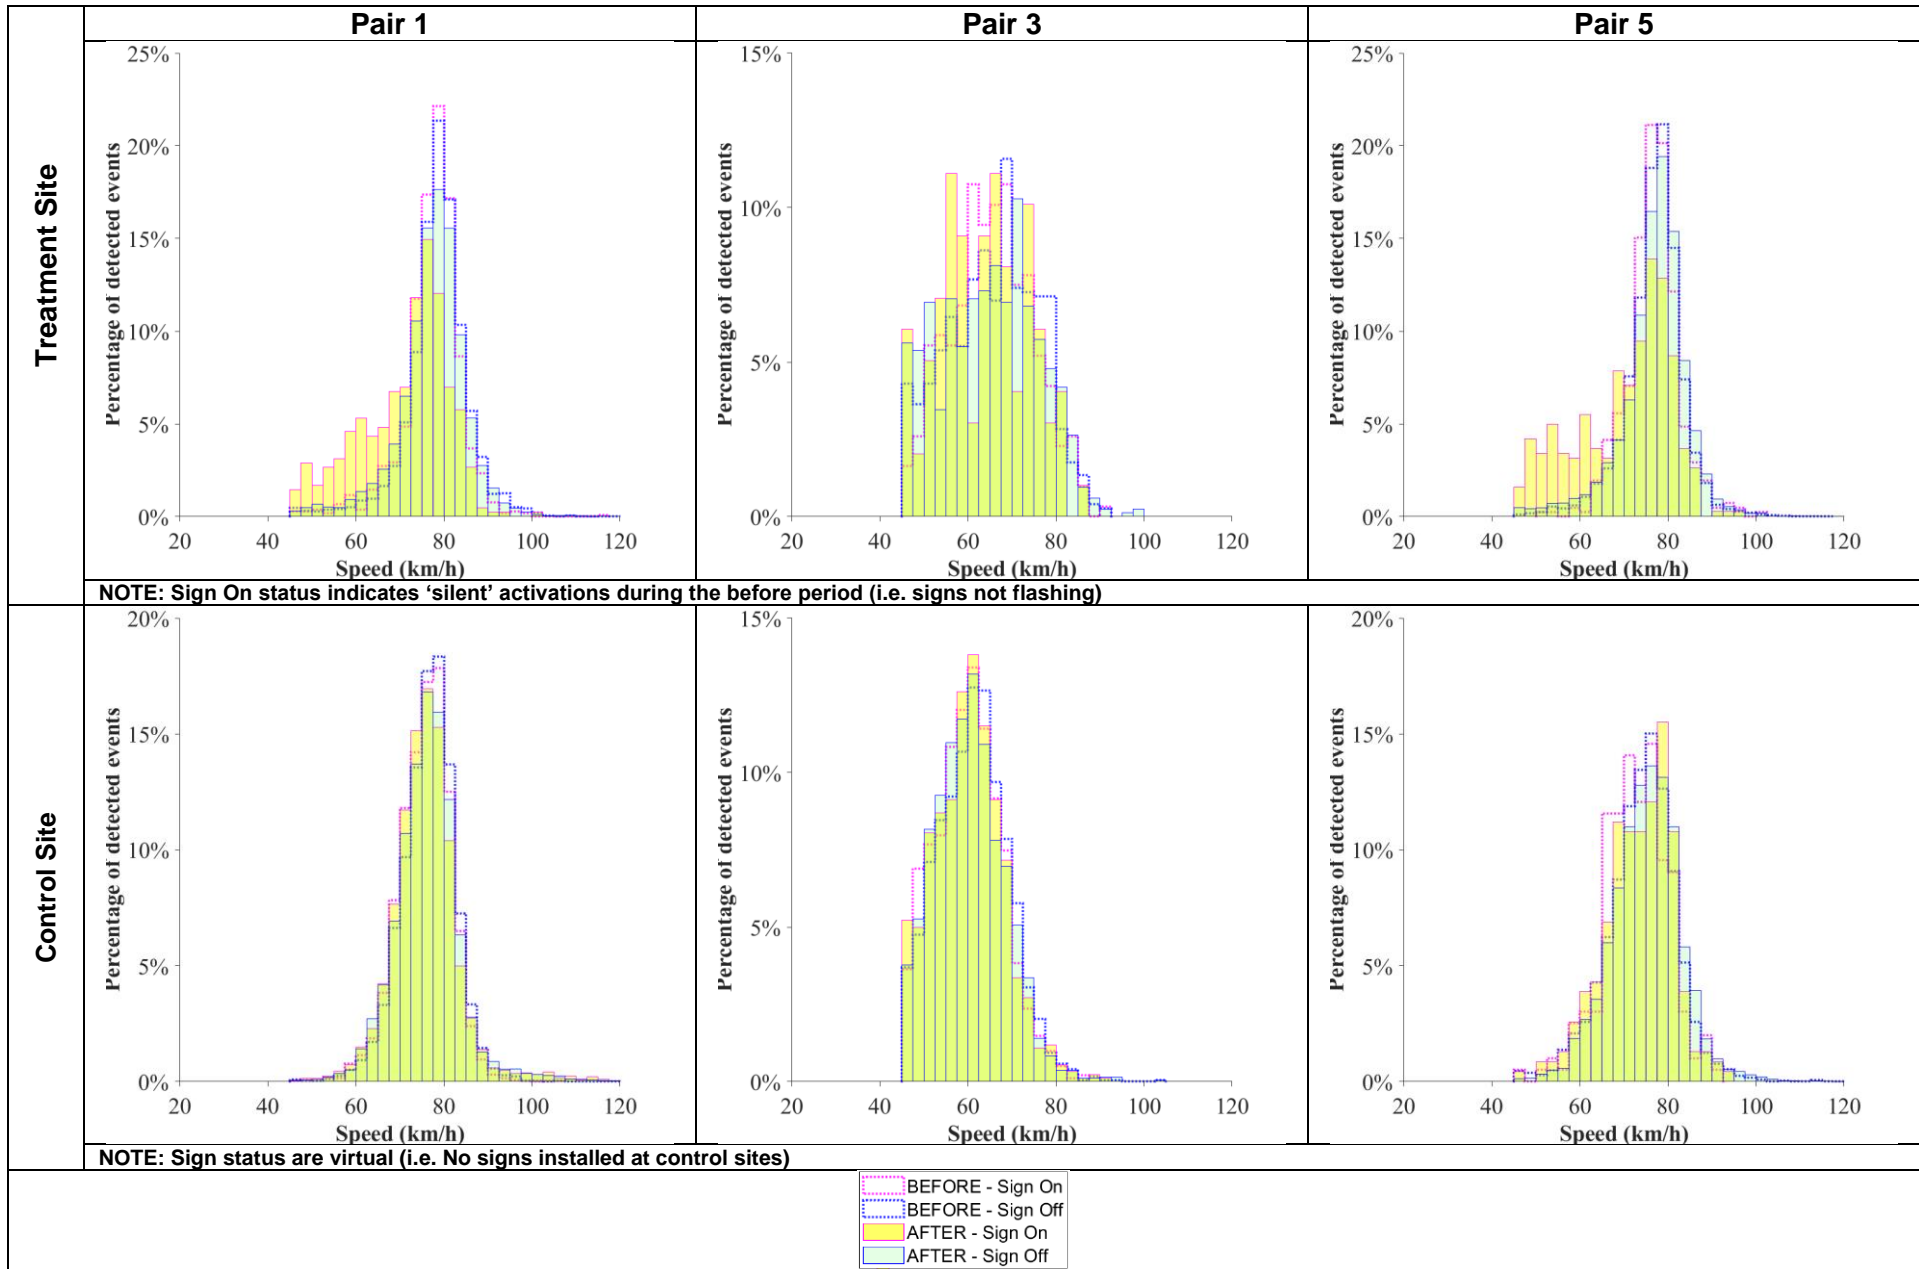 Pair 1
Pair 3
Pair 5
Treatment Site
25%
20%
15%
10%
5%
0%
20 40 60 80 100 120
Percentage of detected events
Speed (km/h)
15%
10%
5%
0%
20 40 60 80 100 120
Percentage of detected events
Speed (km/h)
25%
20%
15%
10%
5%
0%
20 40 60 80 100 120
Percentage of detected events
Speed (km/h)
NOTE: Sign On status indicates ‘silent’ activations during the before period (i.e. signs not flashing)
Control Site
20%
15%
10%
5%
0%
20 40 60 80 100 120
Percentage of detected events
Speed (km/h)
15%
10%
5%
0%
20 40 60 80 100 120
Percentage of detected events
Speed (km/h)
20%
15%
10%
5%
0%
20 40 60 80 100 120
Percentage of detected events
Speed (km/h)
NOTE: Sign status are virtual (i.e. No signs installed at control sites)
BEFORE - Sign On
BEFORE - Sign Off
AFTER - Sign On
AFTER - Sign Off